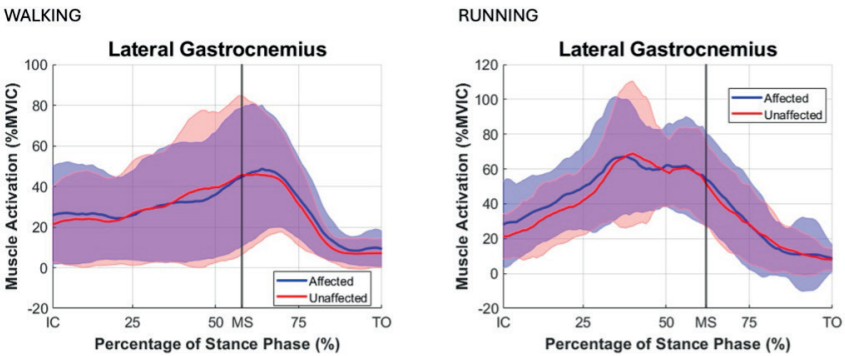 WALKING
RUNNING
Lateral Gastrocnemius
Muscle Activation (%MVIC)
100
80
60
40
20
0
-20
Affected
Unaffected
IC
25
50
MS
75
TO
Percentage of Stance Phase (%)
Lateral Gastrocnemius
Muscle Activation (%MVIC)
120
100
80
60
40
20
0
-20
Affected
Unaffected
IC
25
50
MS
75
TO
Percentage of Stance Phase (%)